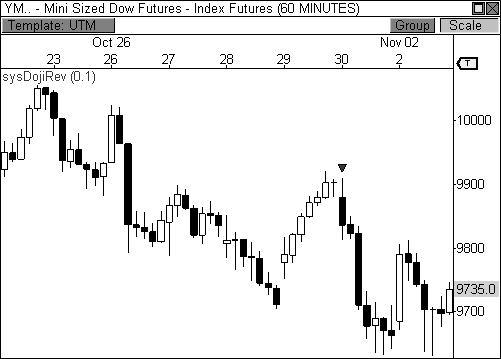 YM.. - Mini Sized Dow Futures - Index Futures (60 MINUTES)
Template: UTM Group Scale
Oct 26 Nov 02
23 25 26 27 28 29 30 2
T
sysDojiRev (0.1)
10000
9900
9800
9735.0
9700